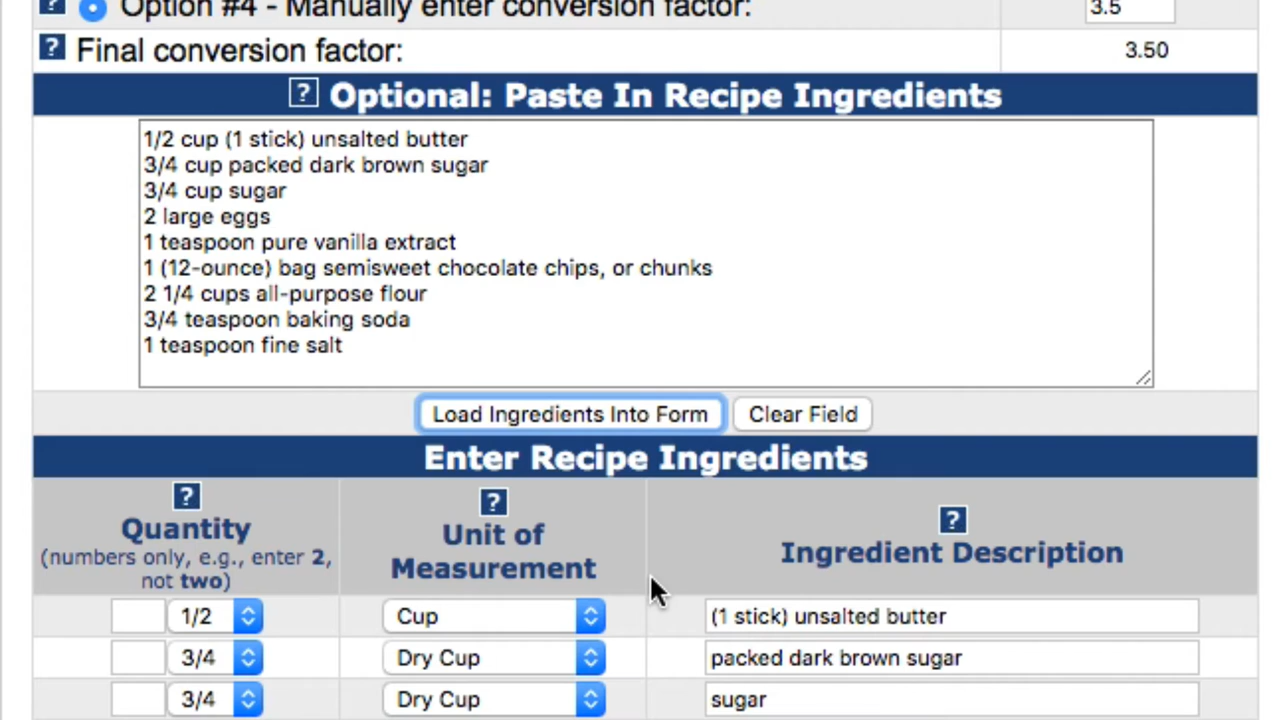 ? Option #4 - Manually enter conversion factor: 3.5
? Final conversion factor: 3.50
? Optional: Paste In Recipe Ingredients
1/2 cup (1 stick) unsalted butter
3/4 cup packed dark brown sugar
3/4 cup sugar
2 large eggs
1 teaspoon pure vanilla extract
1 (12-ounce) bag semisweet chocolate chips, or chunks
2 1/4 cups all-purpose flour
3/4 teaspoon baking soda
1 teaspoon fine salt
Load Ingredients Into Form Clear Field
Enter Recipe Ingredients
?
Quantity
(numbers only, e.g., enter 2,
not two)
?
Unit of
Measurement
?
Ingredient Description
1/2 Cup (1 stick) unsalted butter
3/4 Dry Cup packed dark brown sugar
3/4 Dry Cup sugar